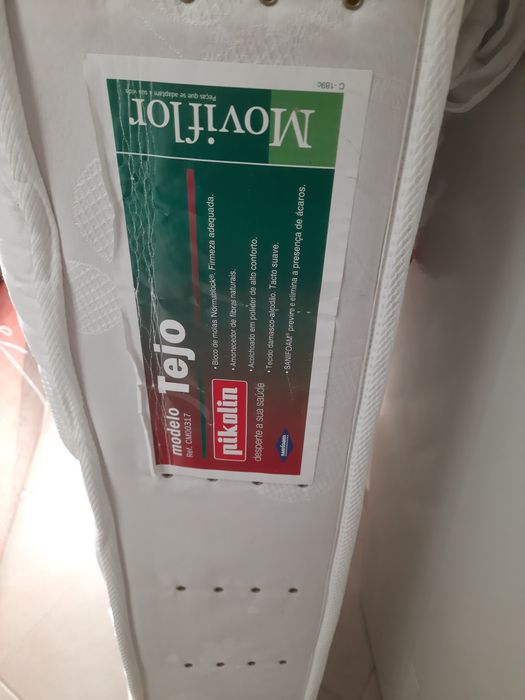 Moviflor
Peças que se adaptam à sua vida
C-189c
modelo
Tejo
Ref. CM00317
• Bloco de molas Normablock®. Firmeza adequada.
• Amortecedor de fibras naturais.
• Acolchoado em poliéter de alto conforto.
• Tecido damasco-algodão. Tacto suave.
• SANIFOAM® previne e elimina a presença de ácaros.
pikolin
desperte a sua saúde
sanifoam